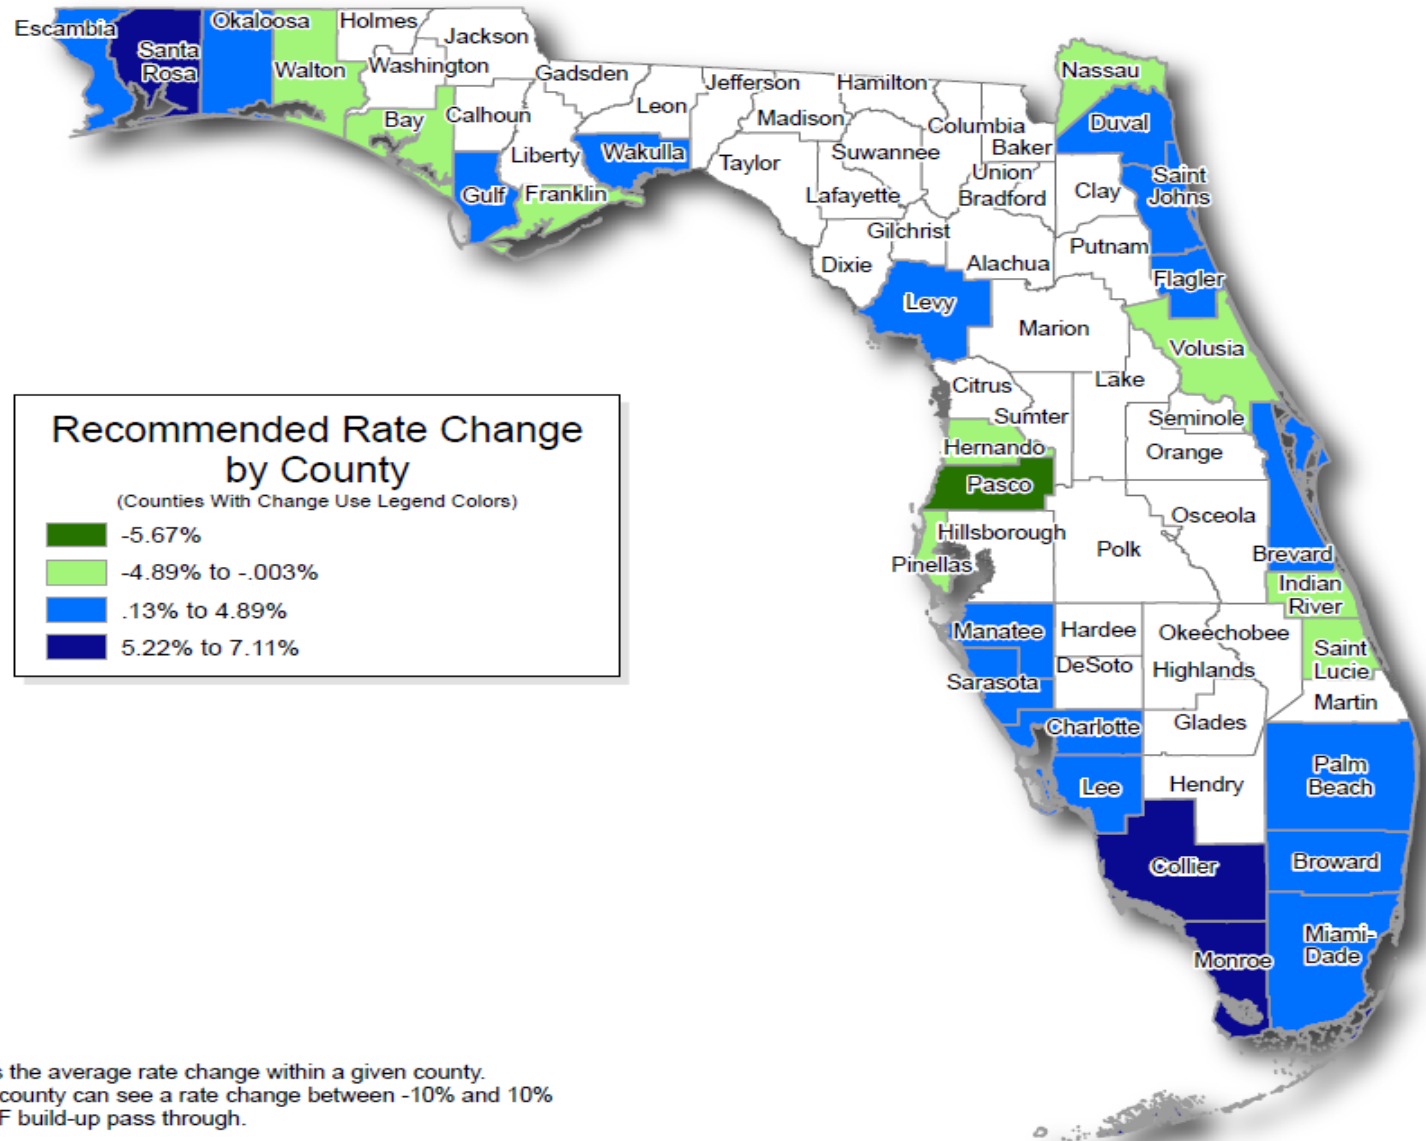 Escambia
Santa
Rosa
Okaloosa
Walton
Holmes
Washington
Jackson
Bay
Calhoun
Gulf
Gadsden
Liberty
Franklin
Leon
Wakulla
Jefferson
Madison
Taylor
Hamilton
Suwannee
Lafayette
Dixie
Columbia
Baker
Union
Bradford
Gilchrist
Alachua
Levy
Nassau
Duval
Clay
Saint
Johns
Putnam
Flagler
Marion
Volusia
Citrus
Sumter
Lake
Seminole
Orange
Hernando
Pasco
Hillsborough
Pinellas
Polk
Osceola
Brevard
Indian
River
Manatee
Hardee
Okeechobee
Saint
Lucie
Sarasota
DeSoto
Highlands
Martin
Charlotte
Glades
Lee
Hendry
Palm
Beach
Collier
Broward
Monroe
Miami-
Dade
Recommended Rate Change
by County
(Counties With Change Use Legend Colors)
-5.67%
-4.89% to -.003%
.13% to 4.89%
5.22% to 7.11%
s the average rate change within a given county.
county can see a rate change between -10% and 10%
F build-up pass through.